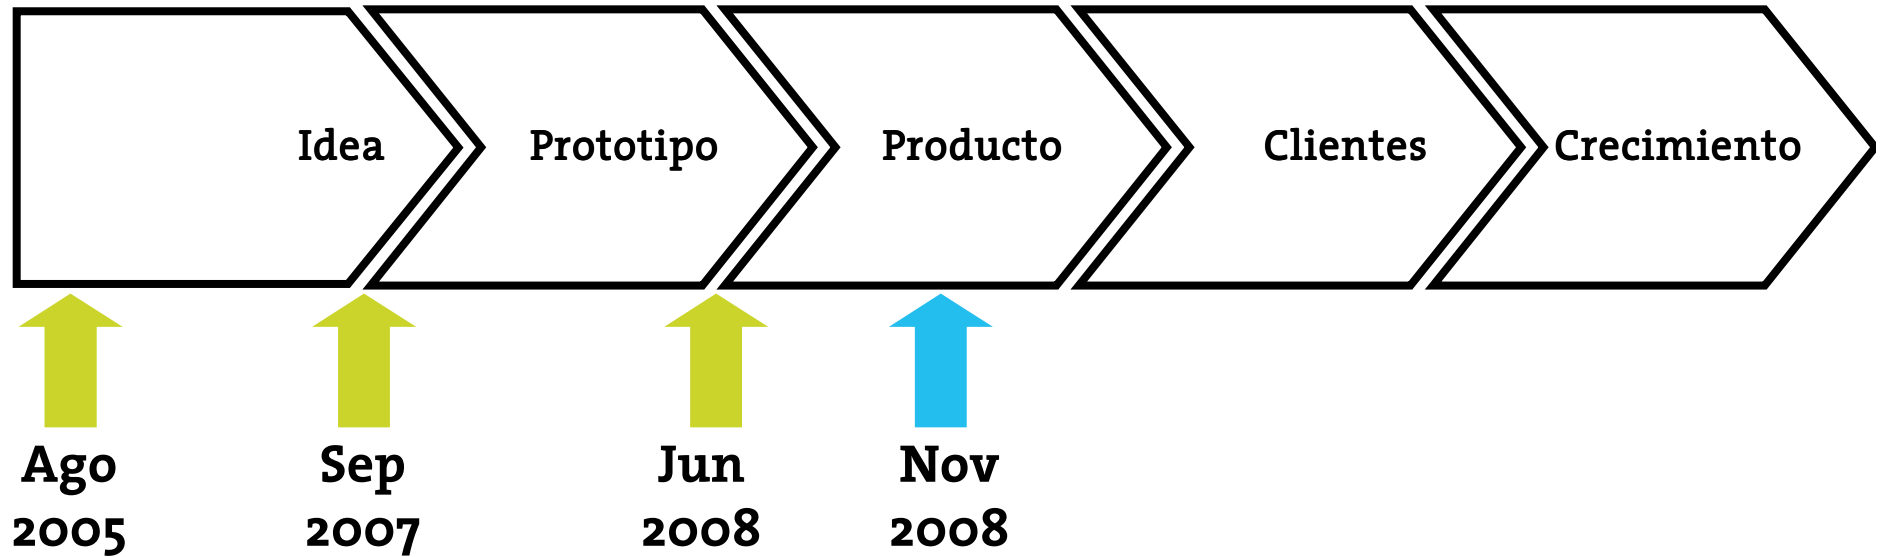 Idea Prototipo Producto Clientes Crecimiento
Ago Sep Jun Nov
2005 2007 2008 2008